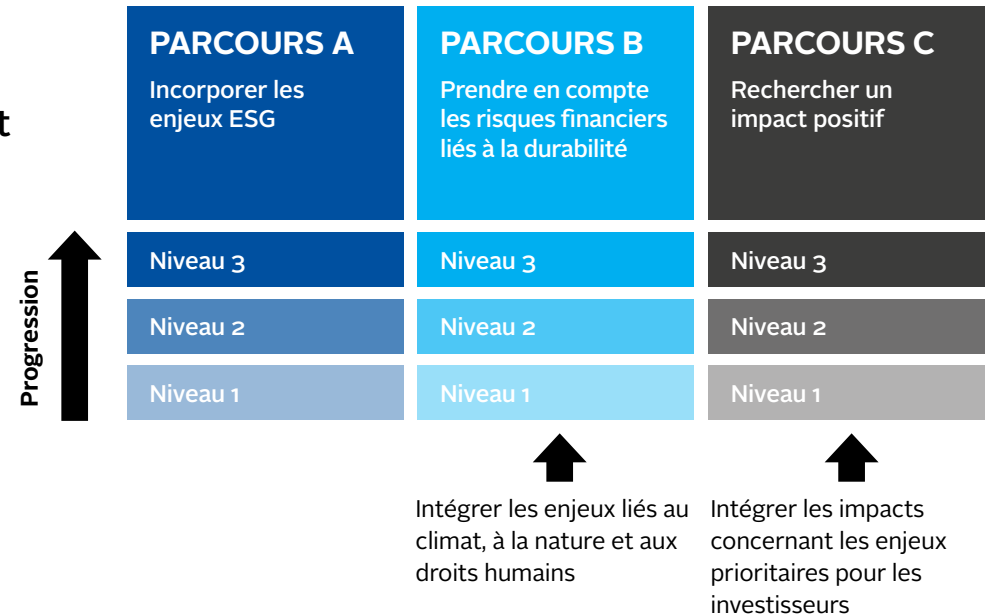 PARCOURS A
Incorporer les
enjeux ESG
PARCOURS B
Prendre en compte
les risques financiers
liés à la durabilité
PARCOURS C
Rechercher un
impact positif
t
Progression
Niveau 3
Niveau 3
Niveau 3
Niveau 2
Niveau 2
Niveau 2
Niveau 1
Niveau 1
Niveau 1
Intégrer les enjeux liés au
climat, à la nature et aux
droits humains
Intégrer les impacts
concernant les enjeux
prioritaires pour les
investisseurs